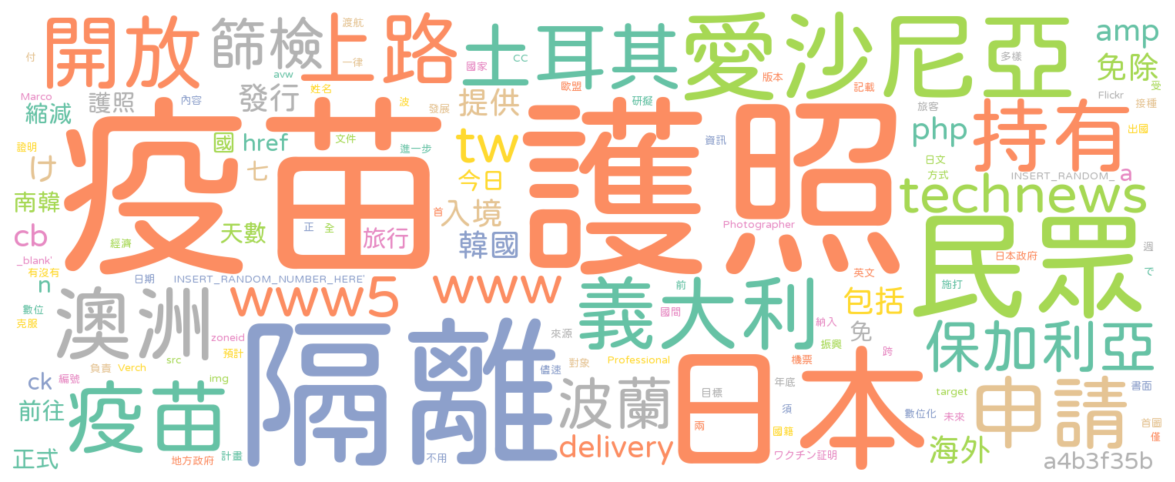 開放
篩檢
上路
土耳其
愛沙尼亞
amp
渡航
一律
付
avw
國家
cc
歐盟
多樣
版本
記載
免除
受
Marco
縮減
護照
內容
發行
姓名
波
發展
提供
研擬
旅客
Flickr
接種
疫苗護照
國
href
文件
進一步
tw
資訊
php
持有
出國
證明
け
七
今日
日文
方式
INSERT_RANDOM_
a
南韓
technews
首
入境
cb
經濟
天數
正
全
旅行
韓國
Photographer
民眾
_blank'
有沒有
日期
INSERT_RANDOM_NUMBER_HERE'
英文
日本政府
週
で
n
www5
www
義大利
前
包括
施打
數位
克服
澳洲
國間
納入
免
振興
保加利亞
zoneid
預計
隔離
來源
src
負責
Verch
儘速
對象
Professional
機票
跨
ck
編號
img
疫苗
波蘭
目標
日本
年底
target
申請
書面
前往
須
數位化
未來
首圖
僅
兩
國籍
正式
地方政府
計畫
不用
delivery
ワクチン証明
海外
a4b3f35b